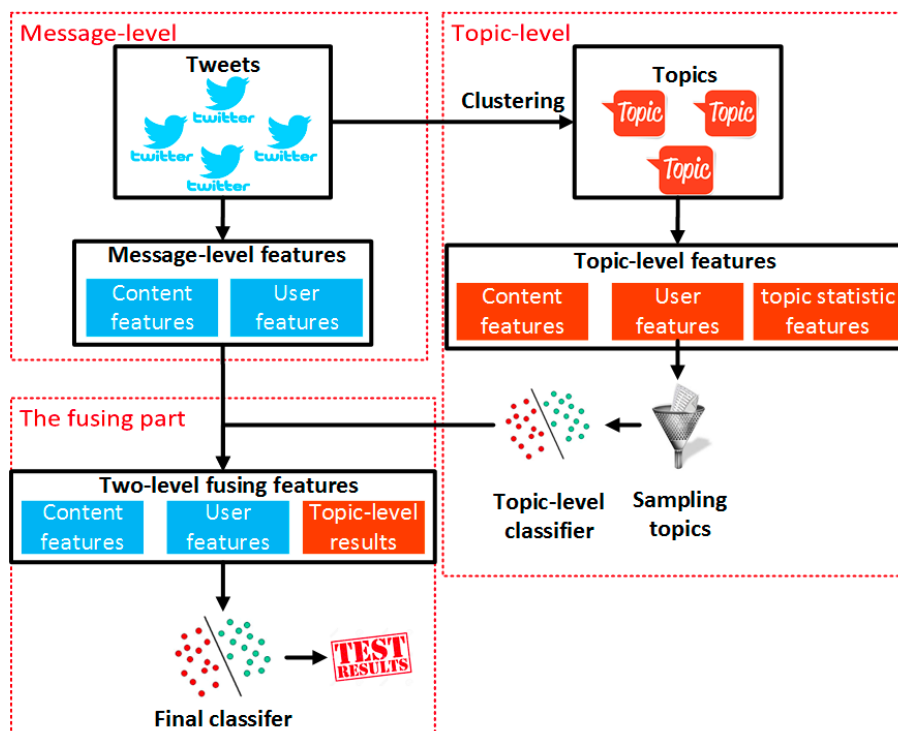 Message-level
Tweets
twitter
twitter
twitter
twitter
Message-level features
Content
features
User
features
Clustering
Topic-level
Topics
Topic
Topic
Topic
Topic-level features
Content
features
User
features
topic statistic
features
Topic-level
classifier
Sampling
topics
The fusing part
Two-level fusing features
Content
features
User
features
Topic-level
results
TEST
RESULTS
Final classifer